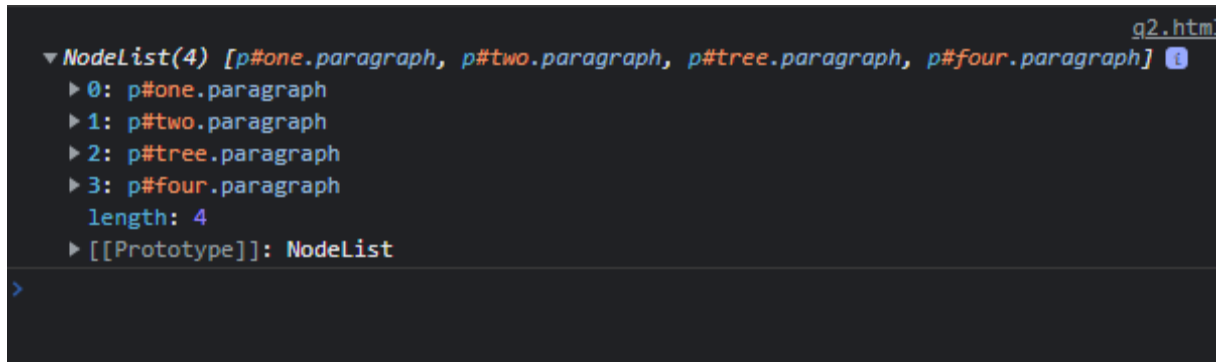 q2.html
▼NodeList(4) [p#one.paragraph, p#two.paragraph, p#tree.paragraph, p#four.paragraph] i
▶0: p#one.paragraph
▶1: p#two.paragraph
▶2: p#tree.paragraph
▶3: p#four.paragraph
length: 4
▶[[Prototype]]: NodeList
>